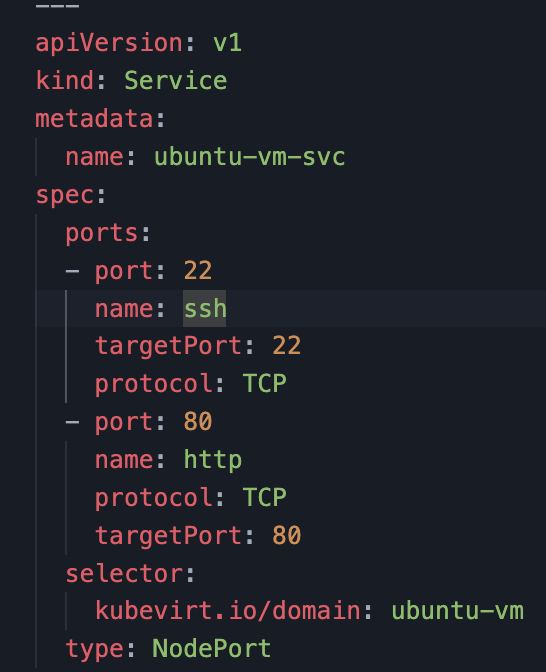 ---
apiVersion: v1
kind: Service
metadata:
  name: ubuntu-vm-svc
spec:
  ports:
  - port: 22
    name: ssh
    targetPort: 22
    protocol: TCP
  - port: 80
    name: http
    protocol: TCP
    targetPort: 80
  selector:
    kubevirt.io/domain: ubuntu-vm
  type: NodePort